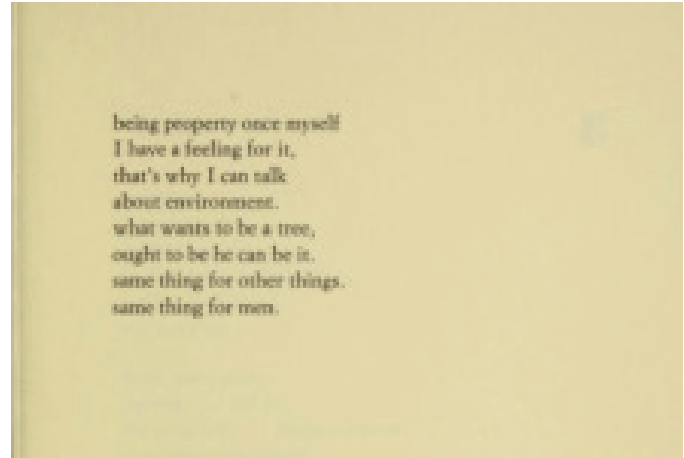 being property once myself
I have a feeling for it,
that's why I can talk
about environment.
what wants to be a tree,
ought to be he can be it.
same thing for other things.
same thing for men.